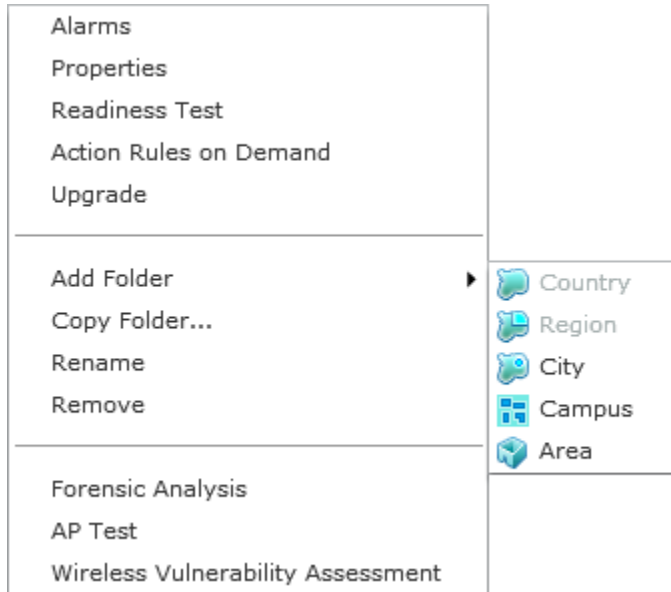 Alarms
Properties
Readiness Test
Action Rules on Demand
Upgrade
Add Folder
Country
Region
City
Campus
Area
Copy Folder...
Rename
Remove
Forensic Analysis
AP Test
Wireless Vulnerability Assessment